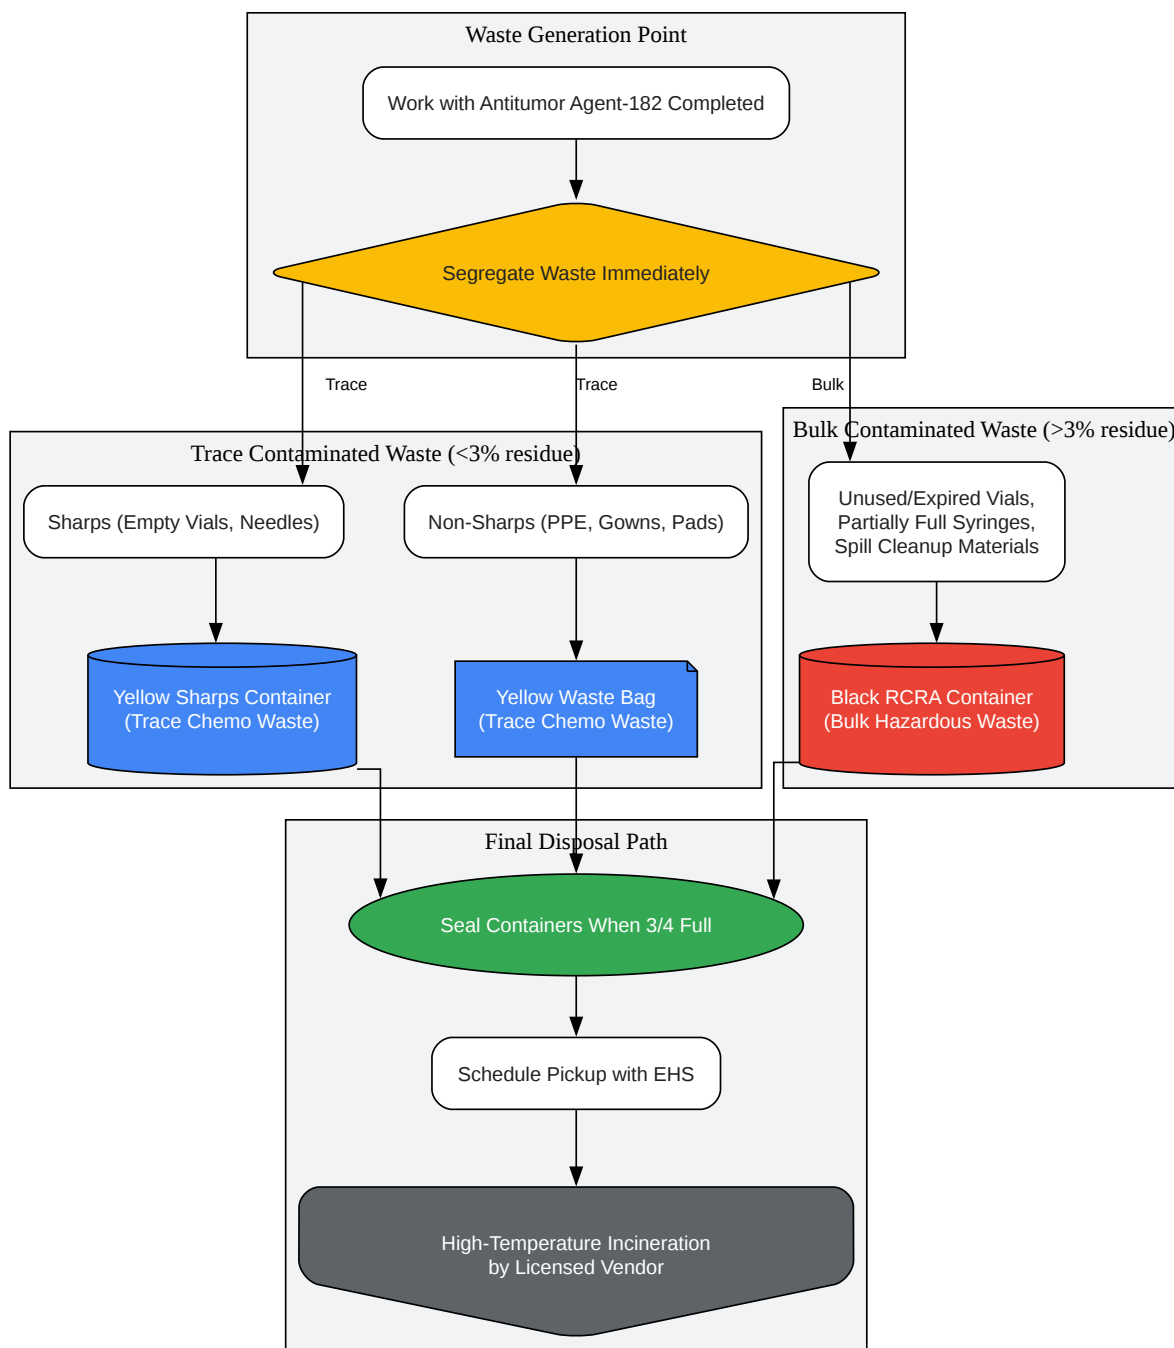 Waste Generation Point
Work with Antitumor Agent-182 Completed
Segregate Waste Immediately
Trace
Trace
Bulk
Trace Contaminated Waste (<3% residue)
Bulk Contaminated Waste (>3% residue)
Sharps (Empty Vials, Needles)
Non-Sharps (PPE, Gowns, Pads)
Unused/Expired Vials,
Partially Full Syringes,
Spill Cleanup Materials
Yellow Sharps Container
(Trace Chemo Waste)
Yellow Waste Bag
(Trace Chemo Waste)
Black RCRA Container
(Bulk Hazardous Waste)
Final Disposal Path
Seal Containers When 3/4 Full
Schedule Pickup with EHS
High-Temperature Incineration
by Licensed Vendor